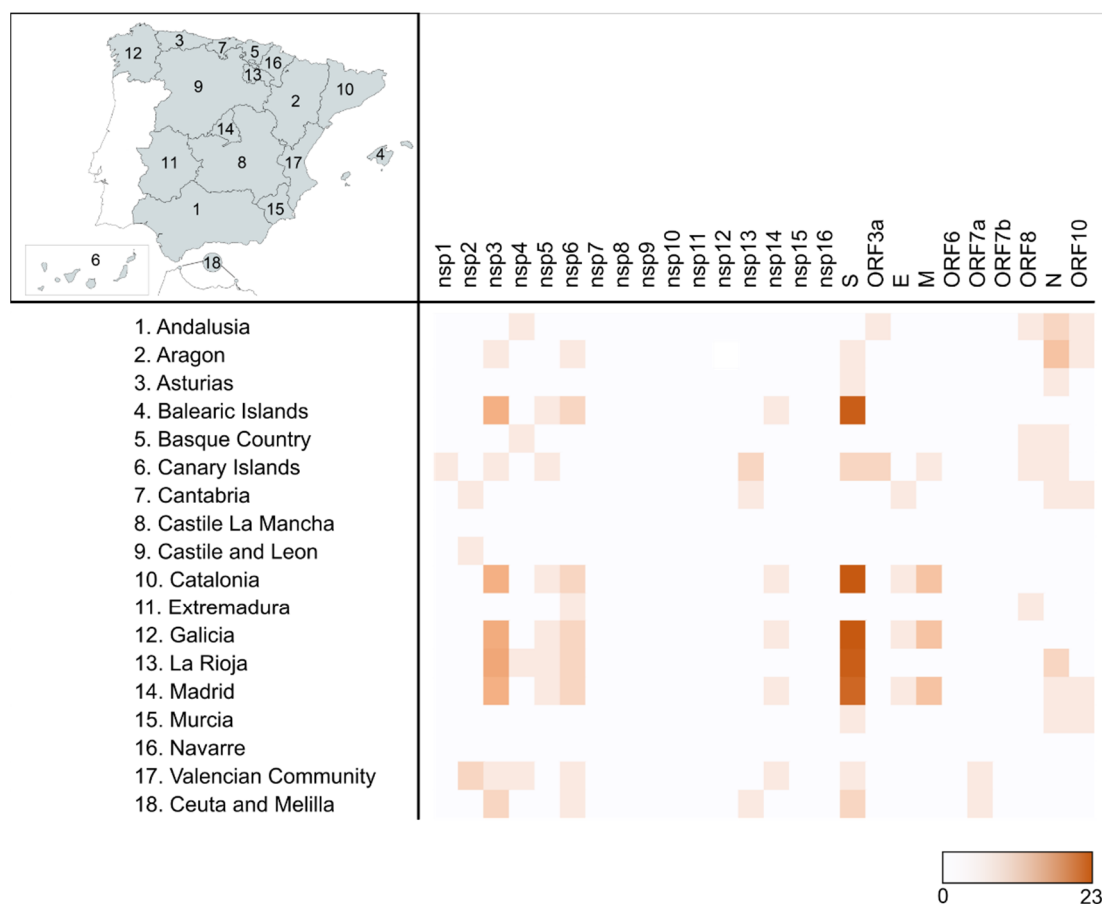 12
3
7
5
16
13
9
2
10
14
4
11
8
17
1
15
6
18
nsp1
nsp2
nsp3
nsp4
nsp5
nsp6
nsp7
nsp8
nsp9
nsp10
nsp11
nsp12
nsp13
nsp14
nsp15
nsp16
S
ORF3a
E
M
ORF6
ORF7a
ORF7b
ORF8
N
ORF10
1. Andalusia
2. Aragon
3. Asturias
4. Balearic Islands
5. Basque Country
6. Canary Islands
7. Cantabria
8. Castile La Mancha
9. Castile and Leon
10. Catalonia
11. Extremadura
12. Galicia
13. La Rioja
14. Madrid
15. Murcia
16. Navarre
17. Valencian Community
18. Ceuta and Melilla
0
23